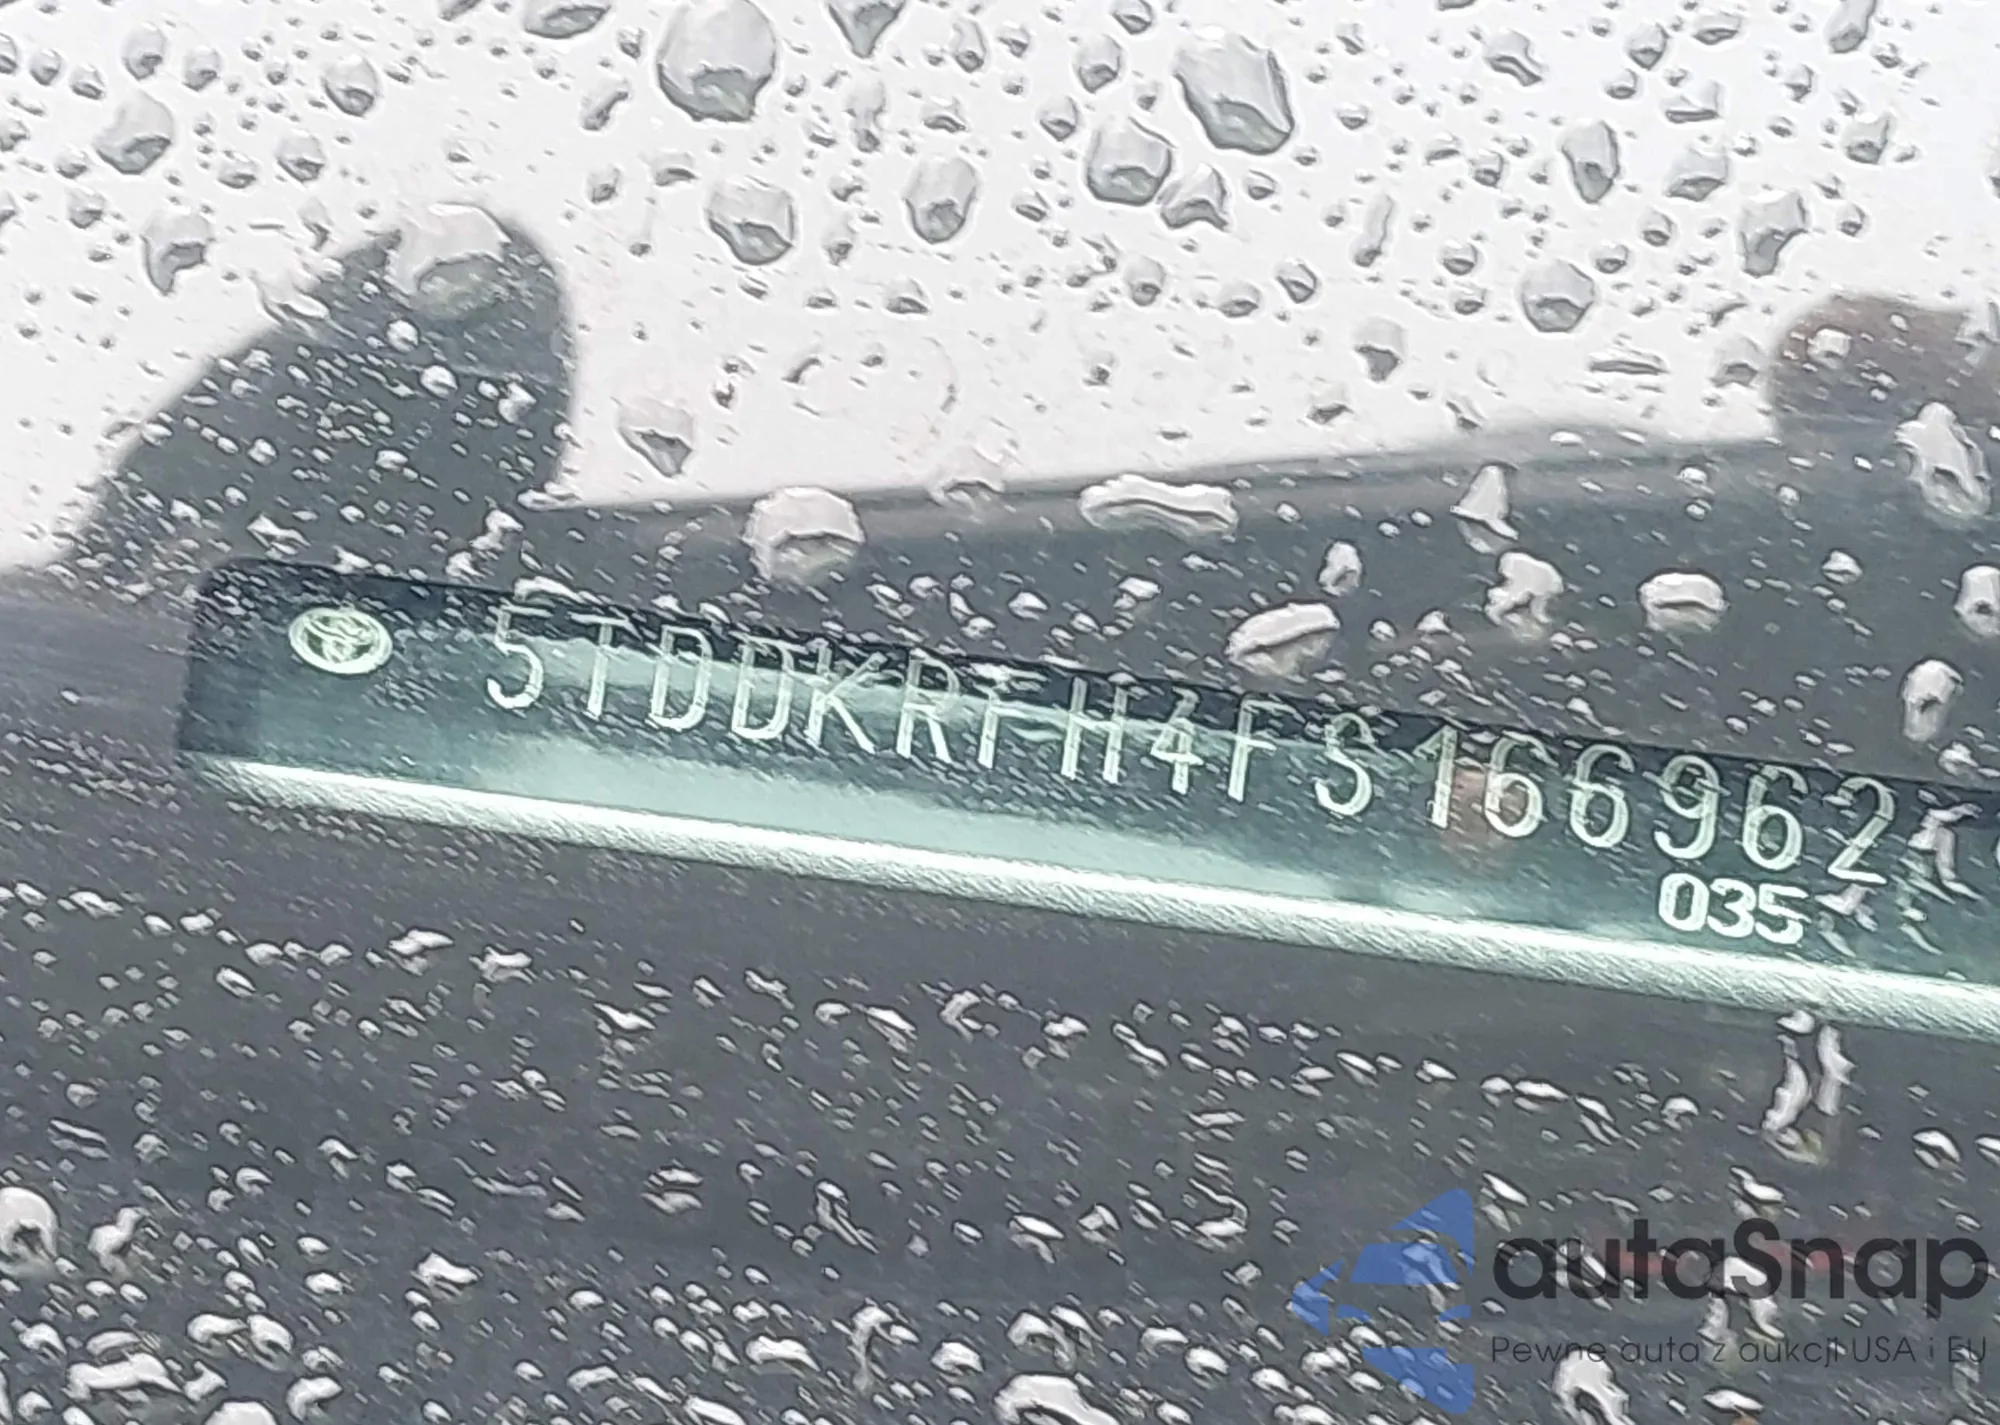 5TDDKRFH4FS166962
035
autaSnap
Pewne auta z aukcji USA i EU